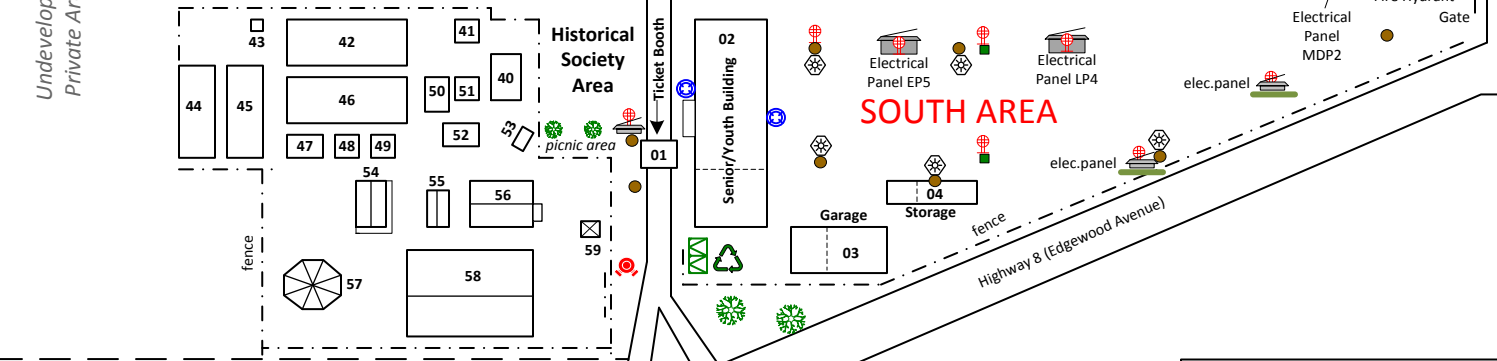 Private Ar
43
42
41
40
44
45
46
50
51
52
53
47
48
49
54
55
56
57
58
59
Historical
Society
Area
picnic area
fence
Ticket Booth
01
02
Senior/Youth Building
Electrical
Panel EP5
Electrical
Panel LP4
SOUTH AREA
Garage
03
04
Storage
fence
Highway 8 (Edgewood Avenue)
elec.panel
elec.panel
Electrical
Panel
MDP2
Gate